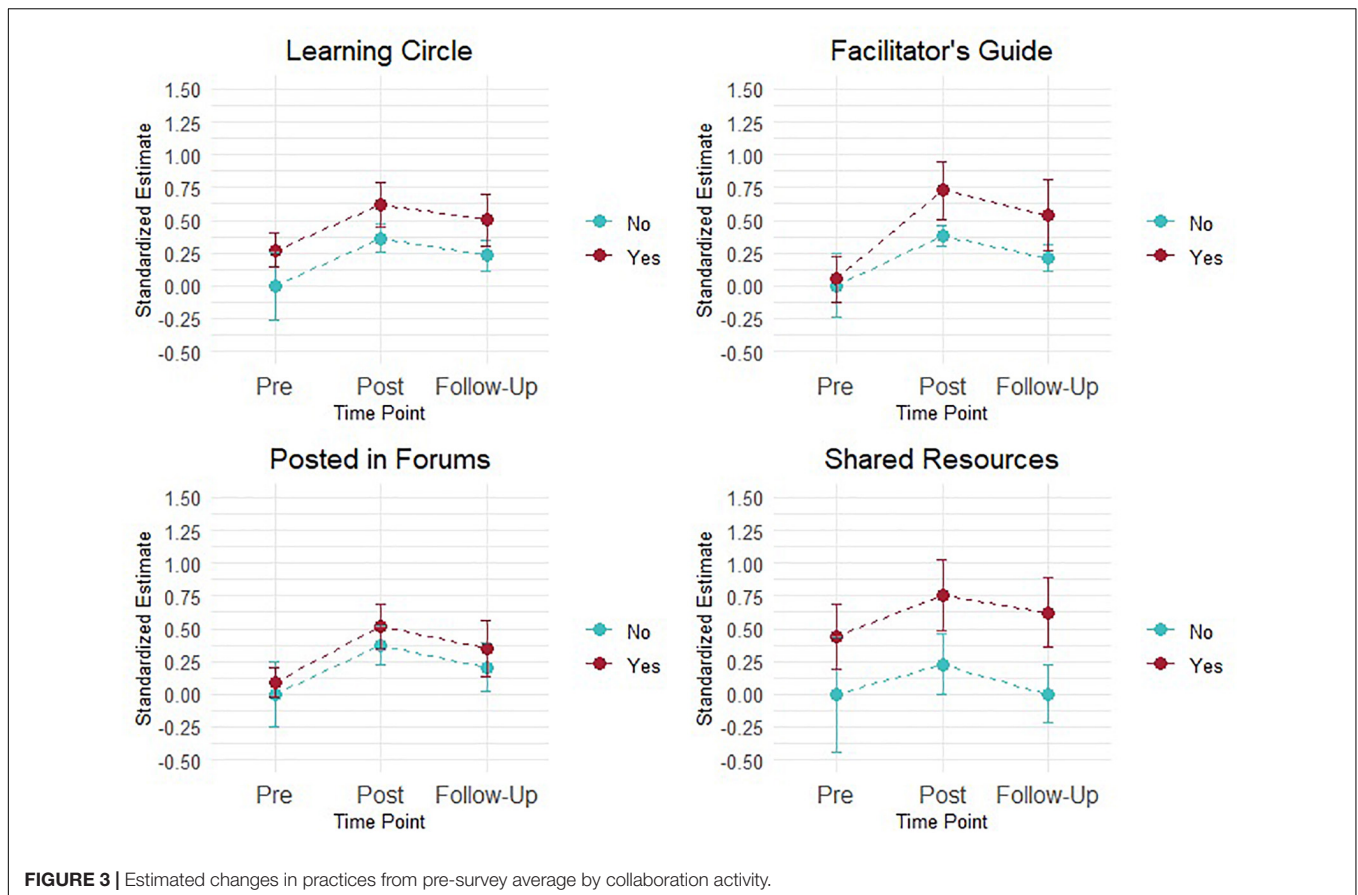 Learning Circle
Standardized Estimate
1.50
1.25
1.00
0.75
0.50
0.25
0.00
-0.25
-0.50
Pre Post Follow-Up
Time Point
No
Yes
Facilitator's Guide
Standardized Estimate
1.50
1.25
1.00
0.75
0.50
0.25
0.00
-0.25
-0.50
Pre Post Follow-Up
Time Point
No
Yes
Posted in Forums
Standardized Estimate
1.50
1.25
1.00
0.75
0.50
0.25
0.00
-0.25
-0.50
Pre Post Follow-Up
Time Point
No
Yes
Shared Resources
Standardized Estimate
1.50
1.25
1.00
0.75
0.50
0.25
0.00
-0.25
-0.50
Pre Post Follow-Up
Time Point
No
Yes
FIGURE 3 | Estimated changes in practices from pre-survey average by collaboration activity.